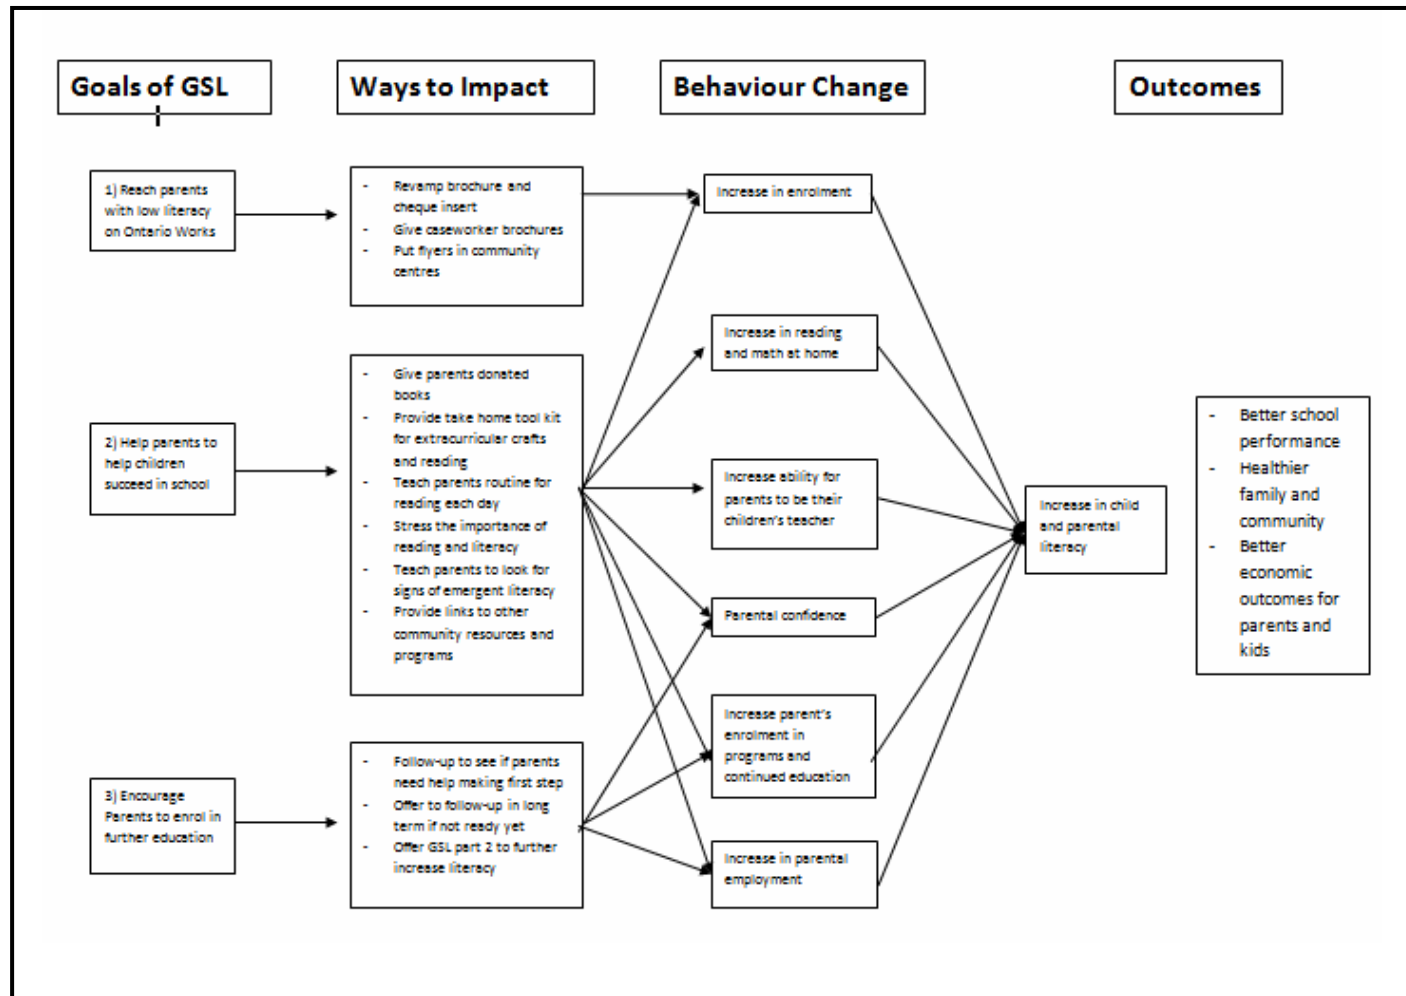 Goals of GSL
Ways to Impact
Behaviour Change
Outcomes
1) Reach parents
with low literacy
on Ontario Works
- Revamp brochure and
cheque insert
- Give caseworker brochures
- Put flyers in community
centres
Increase in enrolment
Increase in reading
and math at home
2) Help parents to
help children
succeed in school
- Give parents donated
books
- Provide take home tool kit
for extracurricular crafts
and reading
- Teach parents routine for
reading each day
- Stress the importance of
reading and literacy
- Teach parents to look for
signs of emergent literacy
- Provide links to other
community resources and
programs
Increase ability for
parents to be their
children's teacher
Parental confidence
Increase in child
and parental
literacy
- Better school
performance
- Healthier
family and
community
- Better
economic
outcomes for
parents and
kids
3) Encourage
Parents to enrol in
further education
- Follow-up to see if parents
need help making first step
- Offer to follow-up in long
term if not ready yet
- Offer GSL part 2 to further
increase literacy
Increase parent's
enrolment in
programs and
continued education
Increase in parental
employment